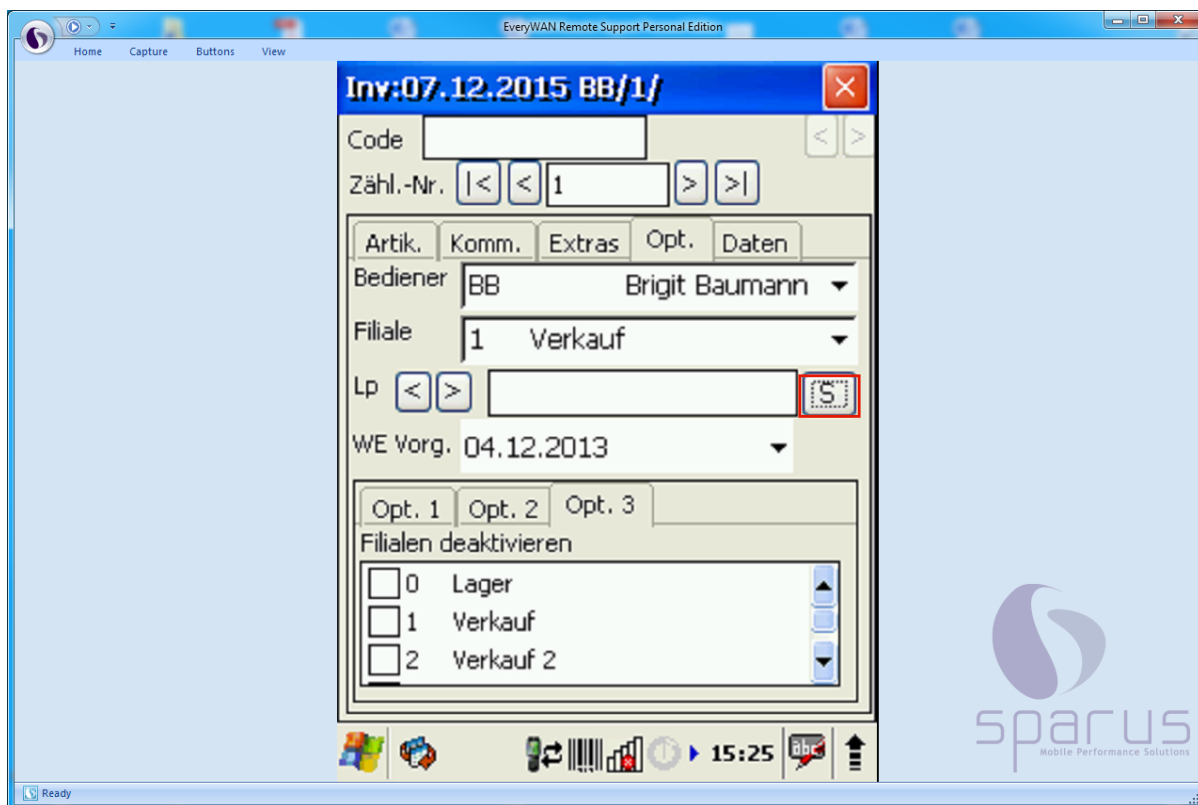 EveryWAN Remote Support Personal Edition
Home Capture Buttons View
Inv:07.12.2015 BB/1/
Code < >
Zähl.-Nr. |< < 1 > >|
Artik. Komm. Extras Opt. Daten
Bediener BB Brigit Baumann
Filiale 1 Verkauf
Lp < > S
WE Vorg. 04.12.2013
Opt. 1 Opt. 2 Opt. 3
Filialen deaktivieren
0 Lager
1 Verkauf
2 Verkauf 2
15:25 abc
sparus
Mobile Performance Solutions
Ready